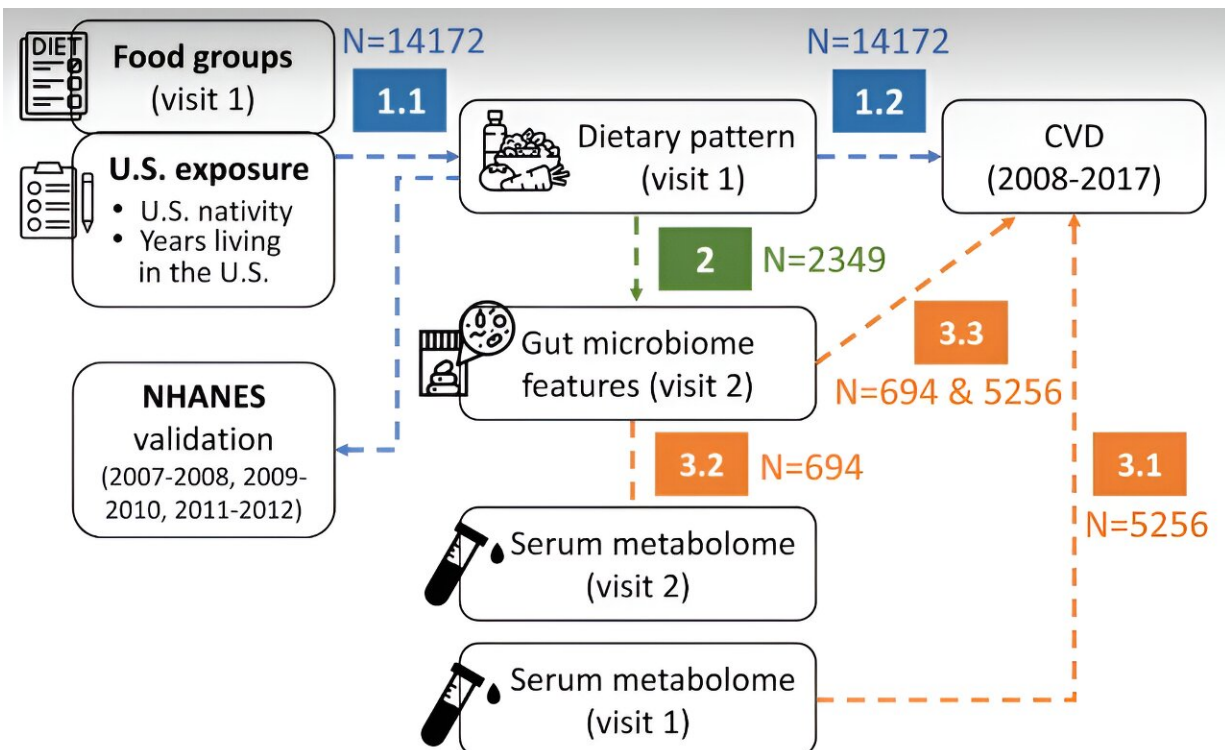 DIET
Food groups
(visit 1)
U.S. exposure
• U.S. nativity
• Years living
in the U.S.
NHANES
validation
(2007-2008, 2009-
2010, 2011-2012)
N=14172
1.1
Dietary pattern
(visit 1)
N=14172
1.2
CVD
(2008-2017)
2
N=2349
Gut microbiome
features (visit 2)
3.3
N=694 & 5256
3.2
N=694
3.1
N=5256
Serum metabolome
(visit 2)
Serum metabolome
(visit 1)